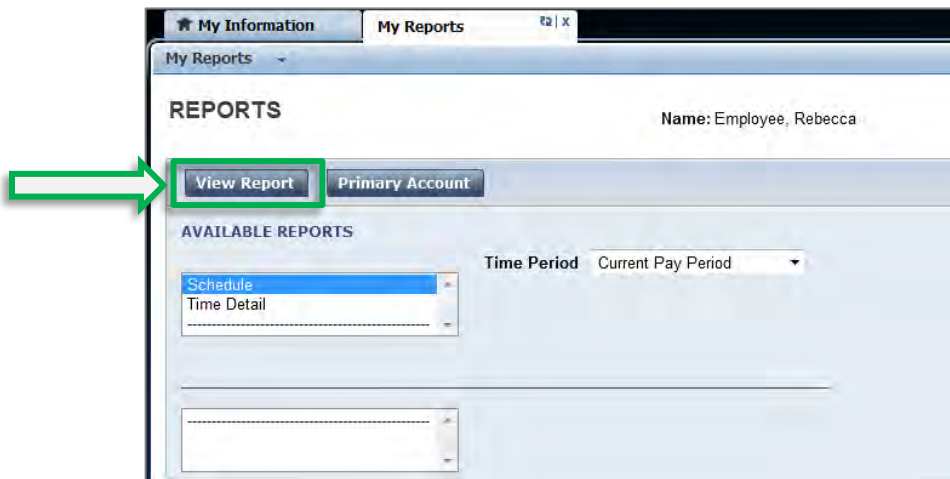 My Information
My Reports
x
My Reports
REPORTS
Name: Employee, Rebecca
View Report
Primary Account
AVAILABLE REPORTS
Time Period Current Pay Period
Schedule
Time Detail